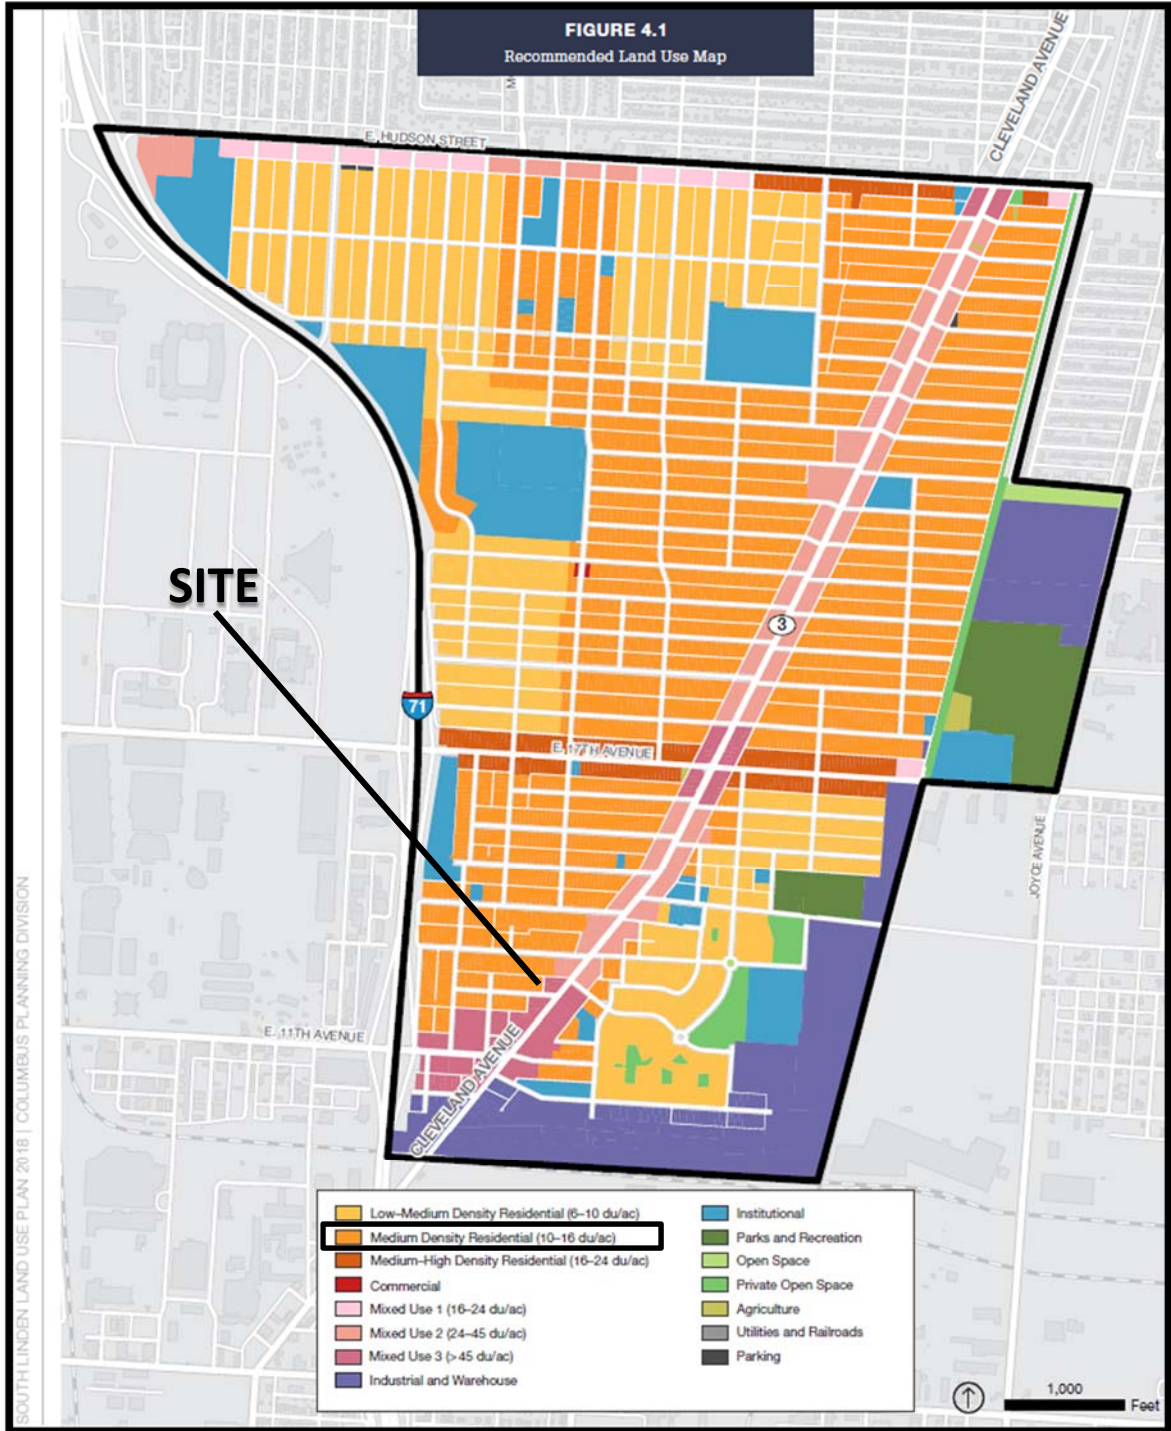 FIGURE 4.1
Recommended Land Use Map
CLEVELAND AVENUE
E. HUDSON STREET
SITE
3
71
E. 17TH AVENUE
JOYCE AVENUE
E. 11TH AVENUE
CLEVELAND AVENUE
SOUTH LINDEN LAND USE PLAN 2018 | COLUMBUS PLANNING DIVISION
Low–Medium Density Residential (6–10 du/ac)
Medium Density Residential (10–16 du/ac)
Medium–High Density Residential (16–24 du/ac)
Commercial
Mixed Use 1 (16–24 du/ac)
Mixed Use 2 (24–45 du/ac)
Mixed Use 3 (>45 du/ac)
Industrial and Warehouse
Institutional
Parks and Recreation
Open Space
Private Open Space
Agriculture
Utilities and Railroads
Parking
1,000
Feet